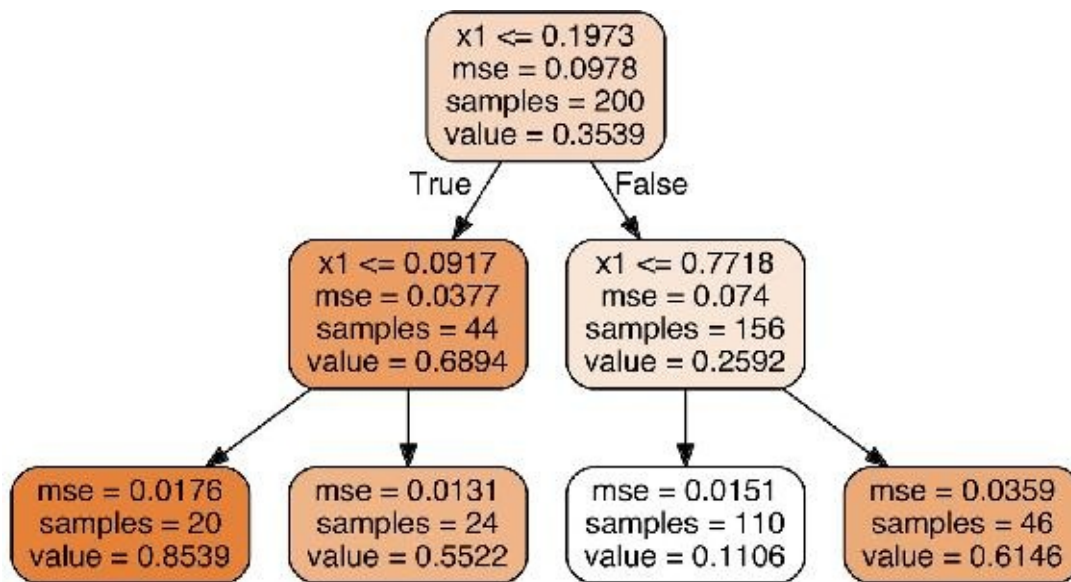 x1 <= 0.1973
mse = 0.0978
samples = 200
value = 0.3539
True
False
x1 <= 0.0917
mse = 0.0377
samples = 44
value = 0.6894
x1 <= 0.7718
mse = 0.074
samples = 156
value = 0.2592
mse = 0.0176
samples = 20
value = 0.8539
mse = 0.0131
samples = 24
value = 0.5522
mse = 0.0151
samples = 110
value = 0.1106
mse = 0.0359
samples = 46
value = 0.6146